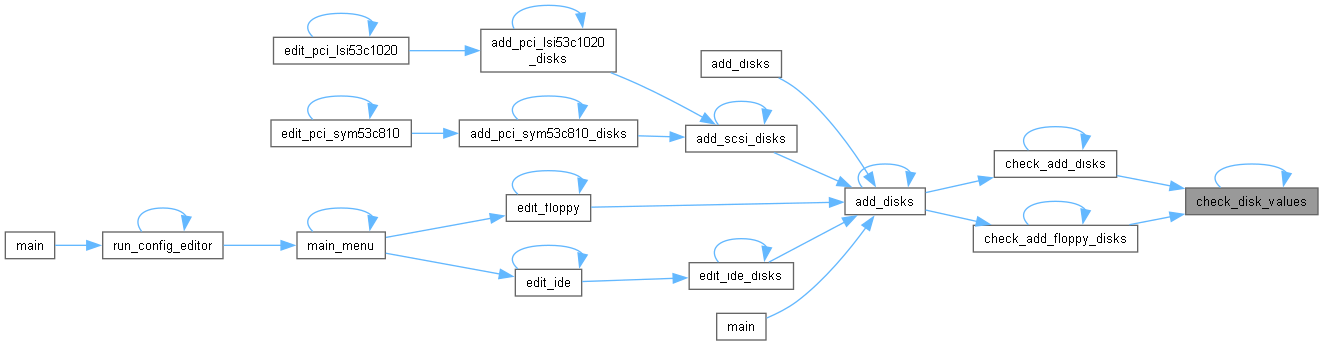 edit_pci_lsi53c1020
add_pci_lsi53c1020
_disks
add_disks
edit_pci_sym53c810
add_pci_sym53c810_disks
add_scsi_disks
check_add_disks
edit_floppy
add_disks
check_disk_values
main
run_config_editor
main_menu
check_add_floppy_disks
edit_ide
edit_ide_disks
main